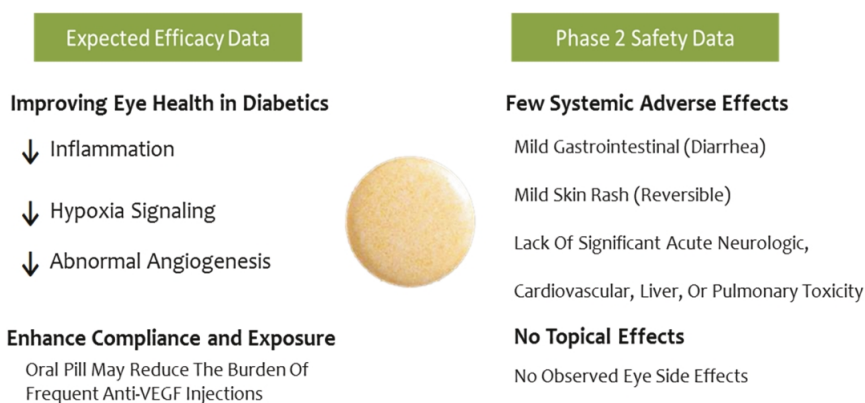 Expected Efficacy Data
Improving Eye Health in Diabetics
↓ Inflammation
↓ Hypoxia Signaling
↓ Abnormal Angiogenesis
Enhance Compliance and Exposure
Oral Pill May Reduce The Burden Of
Frequent Anti-VEGF Injections
Phase 2 Safety Data
Few Systemic Adverse Effects
Mild Gastrointestinal (Diarrhea)
Mild Skin Rash (Reversible)
Lack Of Significant Acute Neurologic,
Cardiovascular, Liver, Or Pulmonary Toxicity
No Topical Effects
No Observed Eye Side Effects